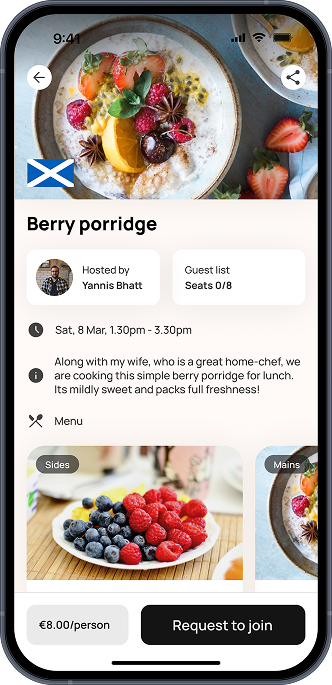 9:41
Berry porridge
Hosted by
Yannis Bhatt
Guest list
Seats 0/8
Sat, 8 Mar, 1.30pm - 3.30pm
Along with my wife, who is a great home-chef, we
are cooking this simple berry porridge for lunch.
Its mildly sweet and packs full freshness!
Menu
Sides
Mains
€8.00/person
Request to join